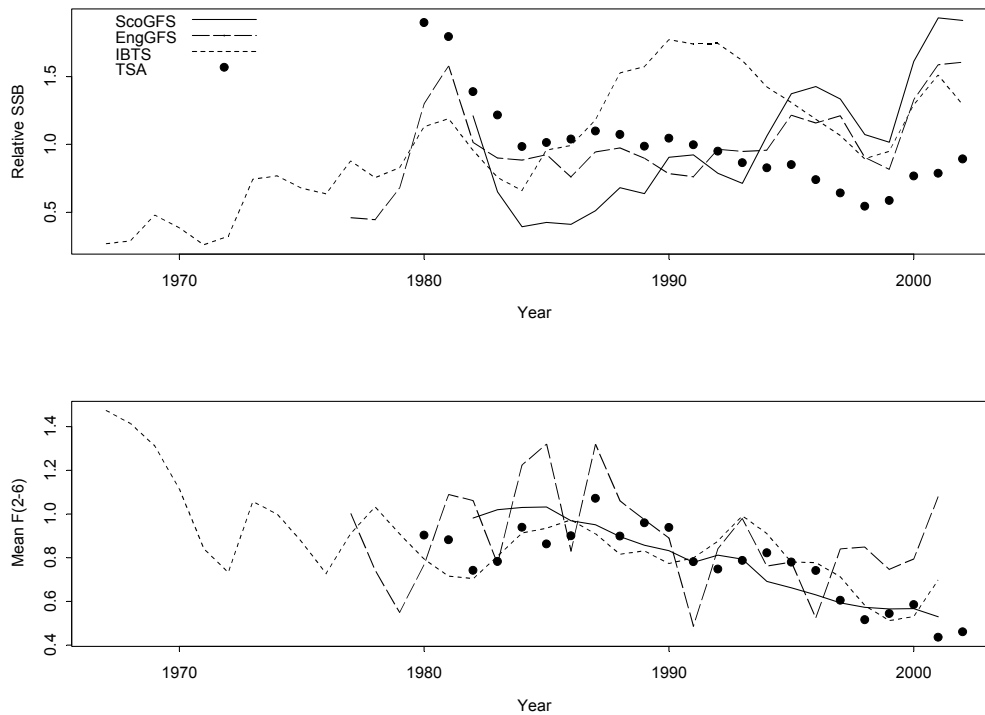 ScoGFS
EngGFS
IBTS
TSA
Relative SSB
1.5
1.0
0.5
1970 1980 1990 2000
Year
Mean F(2-6)
1.4
1.2
1.0
0.8
0.6
0.4
1970 1980 1990 2000
Year